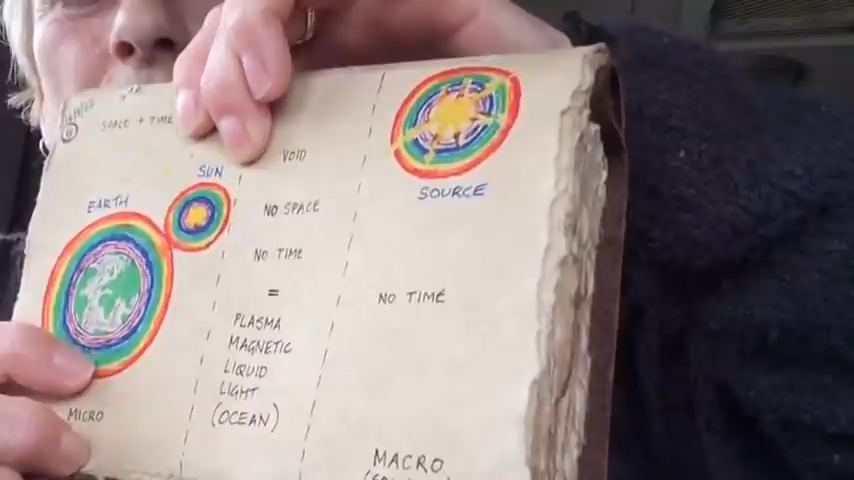 SPACE + TIME
SUN
EARTH
MICRO
VOID
NO SPACE
NO TIME
=
PLASMA
MAGNETIC
LIQUID
LIGHT
(OCEAN)
SOURCE
NO TIME
MACRO